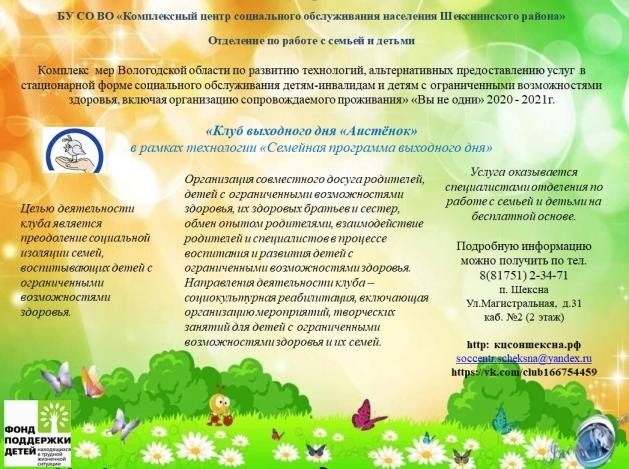 БУ СО ВО «Комплексный центр социального обслуживания населения Шекснинского района»
Отделение по работе с семьей и детьми
Комплекс мер Вологодской области по развитию технологий, альтернативных предоставлению услуг в
стационарной форме социального обслуживания детям-инвалидам и детям с ограниченными возможностями
здоровья, включая организацию сопровождаемого проживания» «Вы не одни» 2020 - 2021г.
«Клуб выходного дня «Аистёнок»
в рамках технологии «Семейная программа выходного дня»
Целью деятельности
клуба является
преодоление социальной
изоляции семей,
воспитывающих детей с
ограниченными
возможностями
здоровья.
Организация совместного досуга родителей,
детей с ограниченными возможностями
здоровья, их здоровых братьев и сестер,
обмен опытом родителями, взаимодействие
родителей и специалистов в процессе
воспитания и развития детей с
ограниченными возможностями здоровья.
Направления деятельности клуба –
социокультурная реабилитация, включающая
организацию мероприятий, творческих
занятий для детей с ограниченными
возможностями здоровья и их семей.
Услуга оказывается
специалистами отделения по
работе с семьей и детьми на
бесплатной основе.
Подробную информацию
можно получить по тел.
8(81751) 2-34-71
п. Шексна
Ул.Магистральная, д.31
каб. №2 (2 этаж)
http: кцсоншексна.рф
soccentr.scheksna@yandex.ru
https://vk.com/club166754459
ФОНД
ПОДДЕРЖКИ
ДЕТЕЙ
находящихся
в трудной
жизненной
ситуации